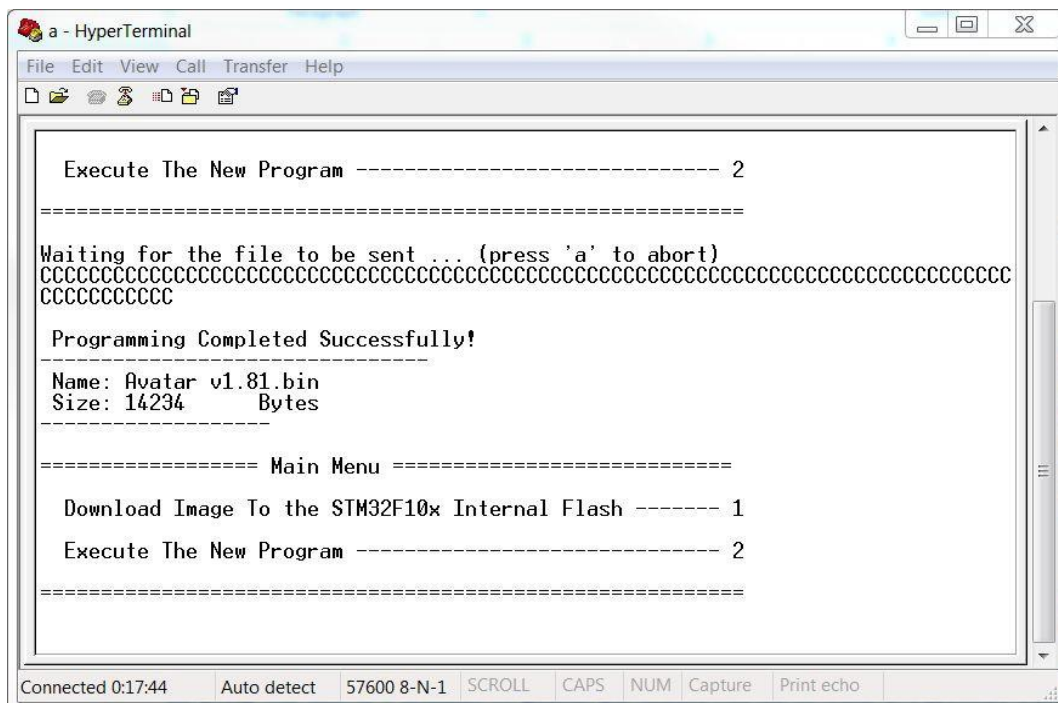 a - HyperTerminal
File Edit View Call Transfer Help
Execute The New Program ------------------------------ 2
==========================================================
Waiting for the file to be sent ... (press 'a' to abort)
CCCCCCCCCCCCCCCCCCCCCCCCCCCCCCCCCCCCCCCCCCCCCCCCCCCCCCCCCCCCCCCCCCCCCCCCCCCCCCCC
CCCCCCCCCCC
Programming Completed Successfully!
--------------------------------
Name: Avatar v1.81.bin
Size: 14234      Bytes
-------------------
================== Main Menu ============================
Download Image To the STM32F10x Internal Flash ------- 1
Execute The New Program ------------------------------ 2
==========================================================
Connected 0:17:44 Auto detect 57600 8-N-1 SCROLL CAPS NUM Capture Print echo